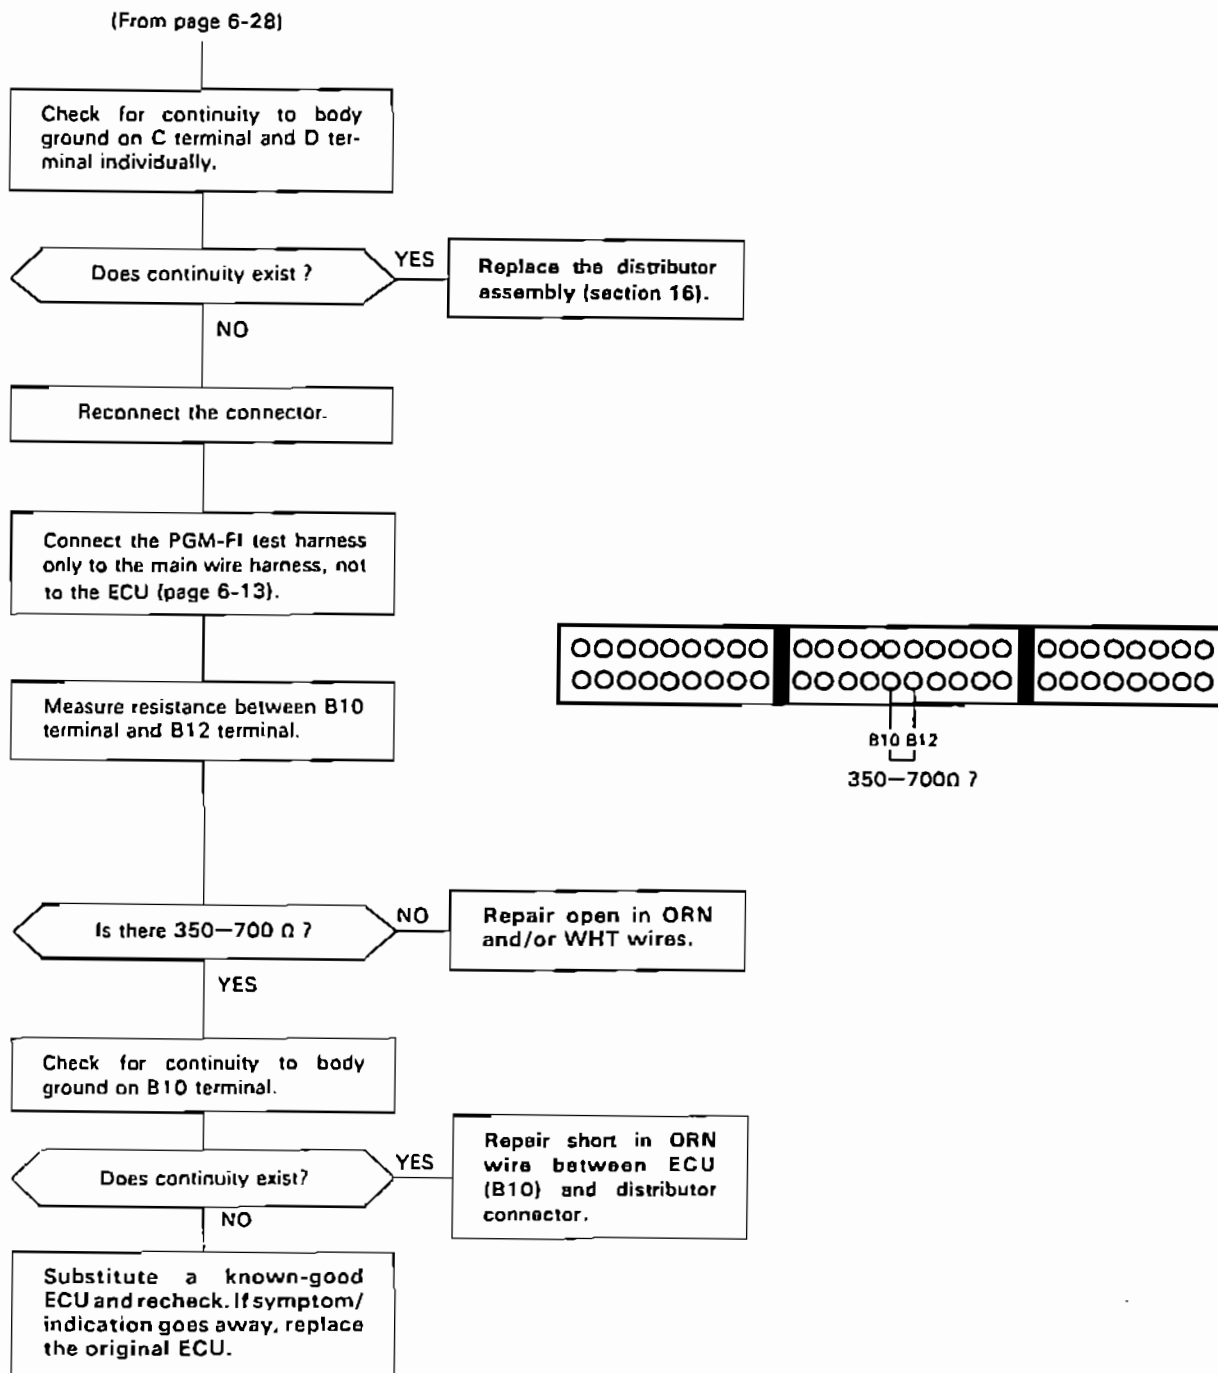 (From page 6-28)
Check for continuity to body
ground on C terminal and D ter-
minal individually.
Does continuity exist ?
YES
Replace the distributor
assembly (section 16).
NO
Reconnect the connector.
Connect the PGM-FI test harness
only to the main wire harness, not
to the ECU (page 6-13).
Measure resistance between B10
terminal and B12 terminal.
B10 B12
350—700Ω ?
Is there 350—700 Ω ?
NO
Repair open in ORN
and/or WHT wires.
YES
Check for continuity to body
ground on B10 terminal.
Does continuity exist?
YES
Repair short in ORN
wire between ECU
(B10) and distributor
connector.
NO
Substitute a known-good
ECU and recheck. If symptom/
indication goes away, replace
the original ECU.